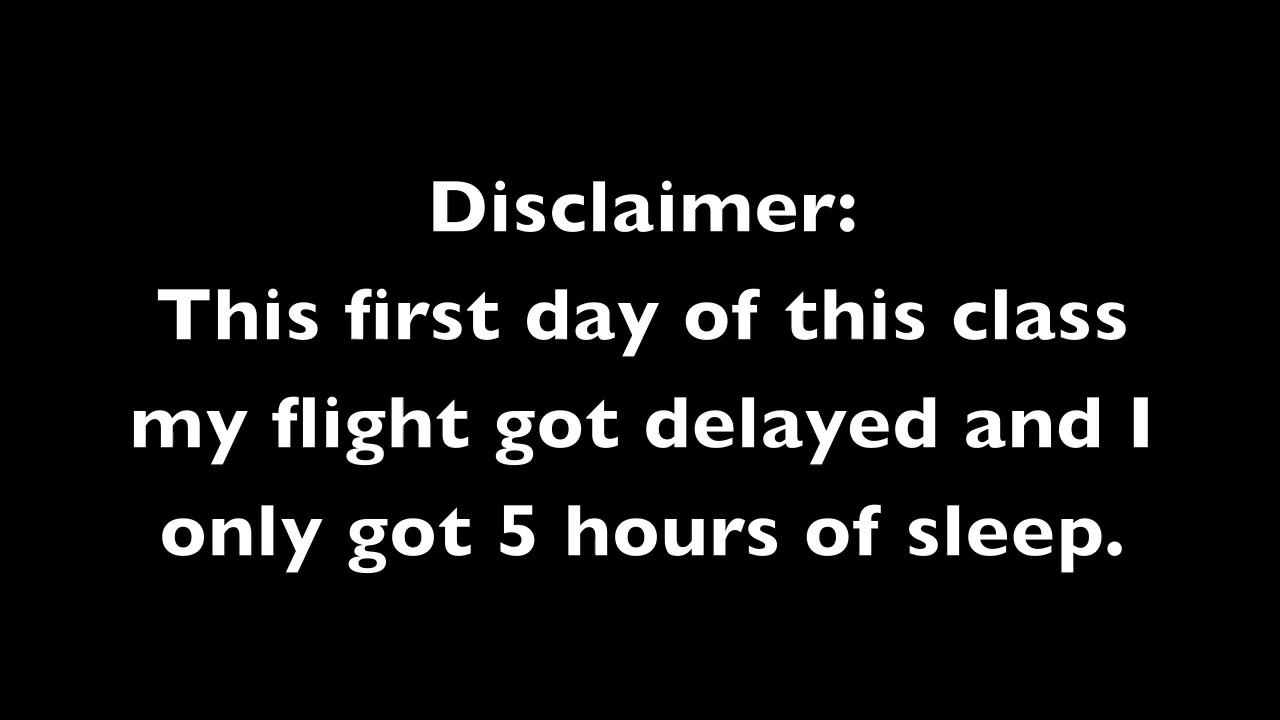 Disclaimer:
This first day of this class
my flight got delayed and I
only got 5 hours of sleep.